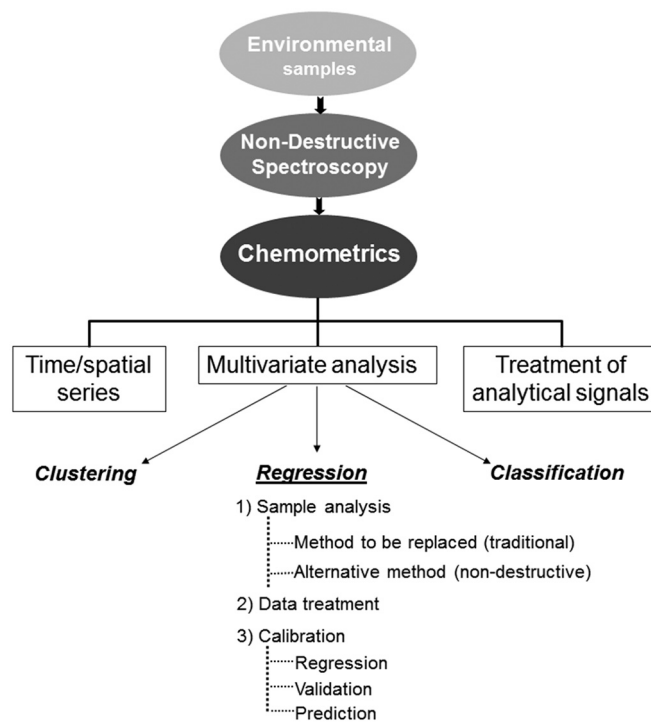 Environmental
samples
Non-Destructive
Spectroscopy
Chemometrics
Time/spatial
series
Multivariate analysis
Treatment of
analytical signals
Clustering
Regression
Classification
1) Sample analysis
Method to be replaced (traditional)
Alternative method (non-destructive)
2) Data treatment
3) Calibration
Regression
Validation
Prediction